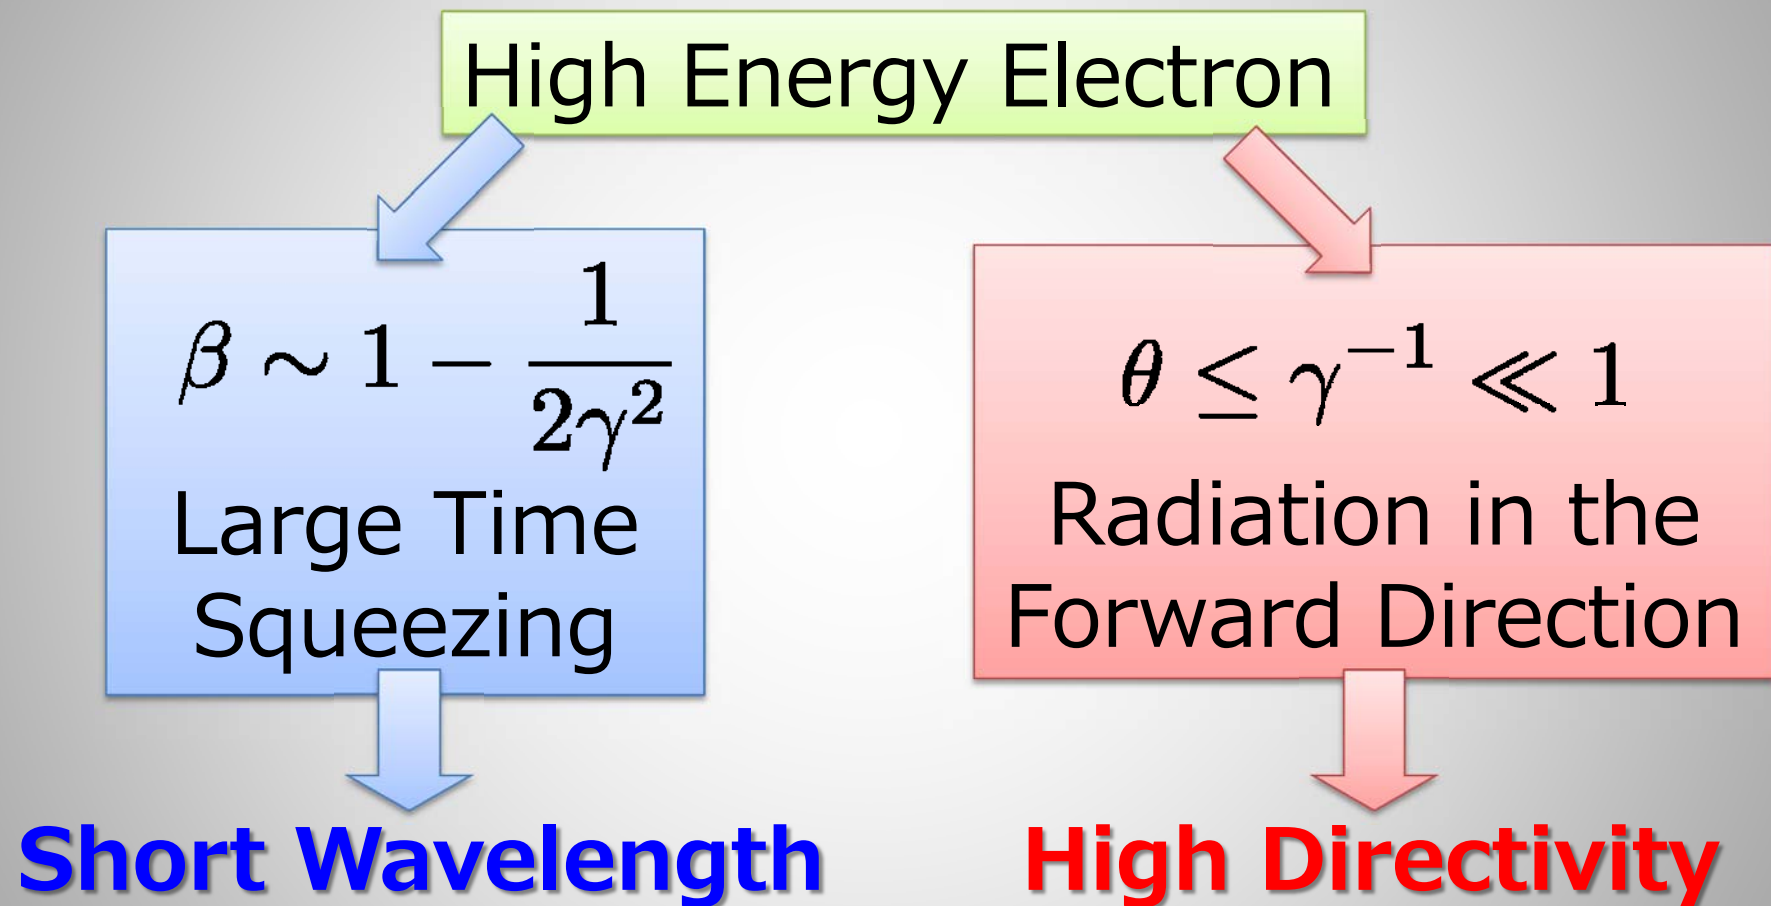 High Energy Electron
β ∼ 1 − 1/(2γ²)
Large Time
Squeezing
Short Wavelength
θ ≤ γ⁻¹ ≪ 1
Radiation in the
Forward Direction
High Directivity